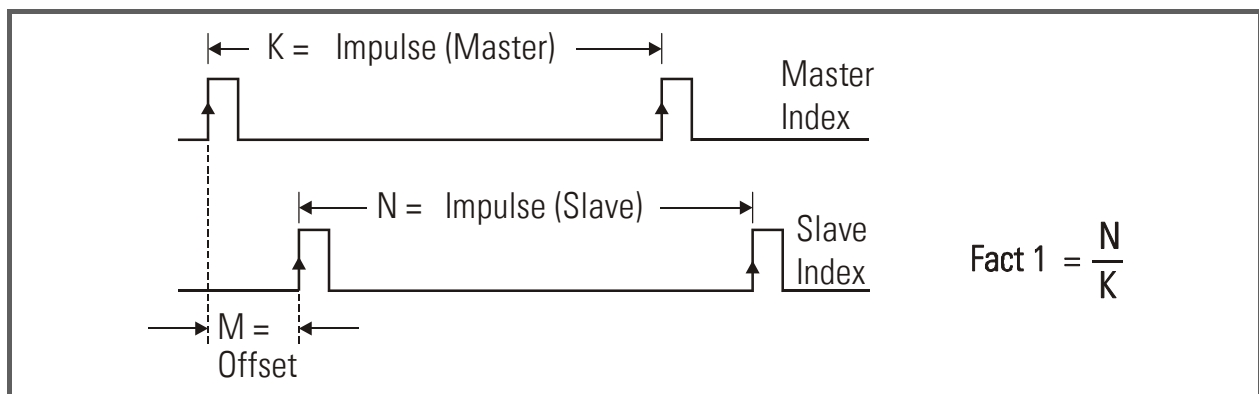 K = Impulse (Master)
Master
Index
N = Impulse (Slave)
Slave
Index
M =
Offset
Fact 1 = N
K